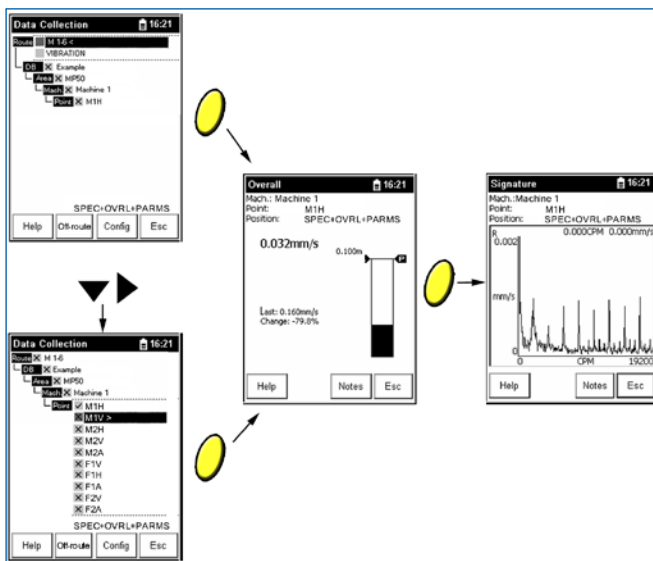 Data Collection 16:21
Route M 1-6 <
VIBRATION
DB Example
Area MP50
Mach Machine 1
Point M1H
SPEC+OVRL+PARMS
Help Off-route Config Esc
Data Collection 16:21
Route M 1-6
DB Example
Area MP50
Mach Machine 1
Point M1H
M1V >
M2H
M2V
M2A
F1V
F1H
F1A
F2V
F2A
SPEC+OVRL+PARMS
Help Off-route Config Esc
Overall 16:21
Mach.: Machine 1
Point: M1H
Position: SPEC+OVRL+PARMS
0.032mm/s
0.100m
P
Last: 0.160mm/s
Change: -79.8%
Help Notes Esc
Signature 16:21
Mach.: Machine 1
Point: M1H
Position: SPEC+OVRL+PARMS
R 0.000CPM 0.000mm/s
0.002
mm/s
0
0 CPM 19200
Help Notes Esc